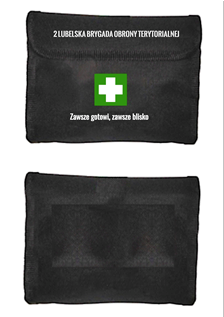 2 LUBELSKA BRYGADA OBRONY TERYTORIALNEJ
Zawsze gotowi, zawsze blisko